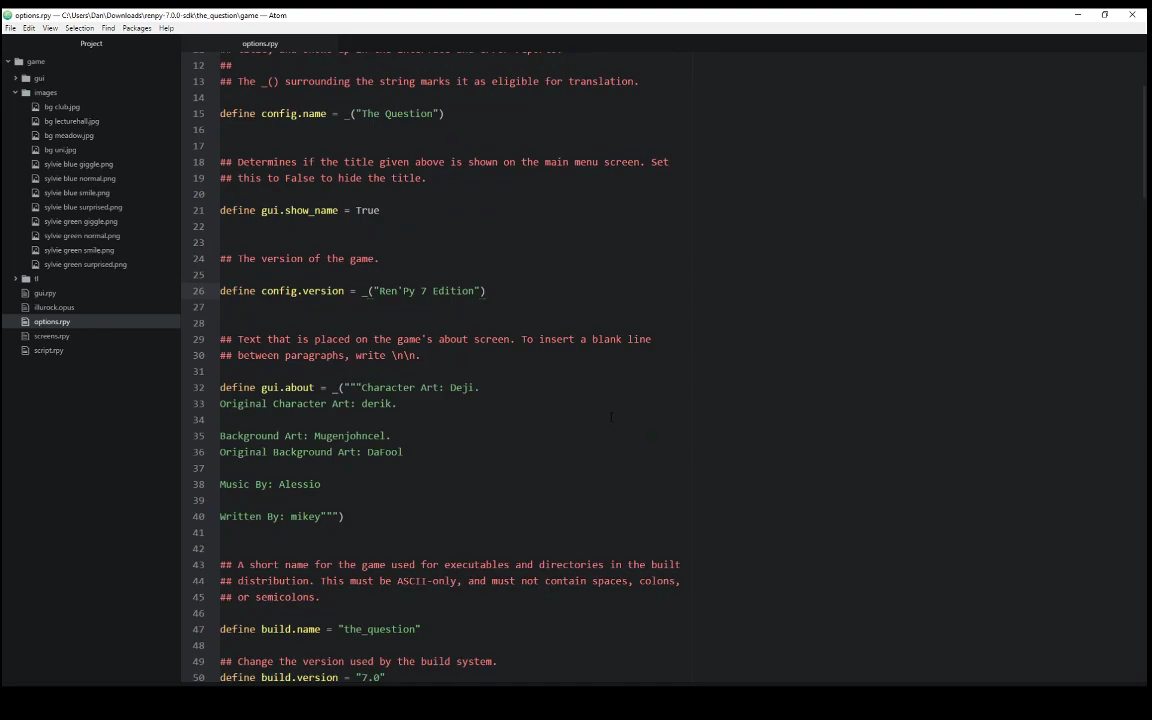 options.rpy — C:\Users\Dan\Downloads\renpy-7.0.0-sdk\the_question\game — Atom
File Edit View Selection Find Packages Help
Project
options.rpy
game
gui
images
bg club.jpg
bg lecturehall.jpg
bg meadow.jpg
bg uni.jpg
sylvie blue giggle.png
sylvie blue normal.png
sylvie blue smile.png
sylvie blue surprised.png
sylvie green giggle.png
sylvie green normal.png
sylvie green smile.png
sylvie green surprised.png
tl
gui.rpy
illurock.opus
options.rpy
screens.rpy
script.rpy
12 ##
13 ## The _() surrounding the string marks it as eligible for translation.
14
15 define config.name = _("The Question")
16
17
18 ## Determines if the title given above is shown on the main menu screen. Set
19 ## this to False to hide the title.
20
21 define gui.show_name = True
22
23
24 ## The version of the game.
25
26 define config.version = _("Ren'Py 7 Edition")
27
28
29 ## Text that is placed on the game's about screen. To insert a blank line
30 ## between paragraphs, write \n\n.
31
32 define gui.about = _("""Character Art: Deji.
33 Original Character Art: derik.
34
35 Background Art: Mugenjohncel.
36 Original Background Art: DaFool
37
38 Music By: Alessio
39
40 Written By: mikey""")
41
42
43 ## A short name for the game used for executables and directories in the built
44 ## distribution. This must be ASCII-only, and must not contain spaces, colons,
45 ## or semicolons.
46
47 define build.name = "the_question"
48
49 ## Change the version used by the build system.
50 define build.version = "7.0"